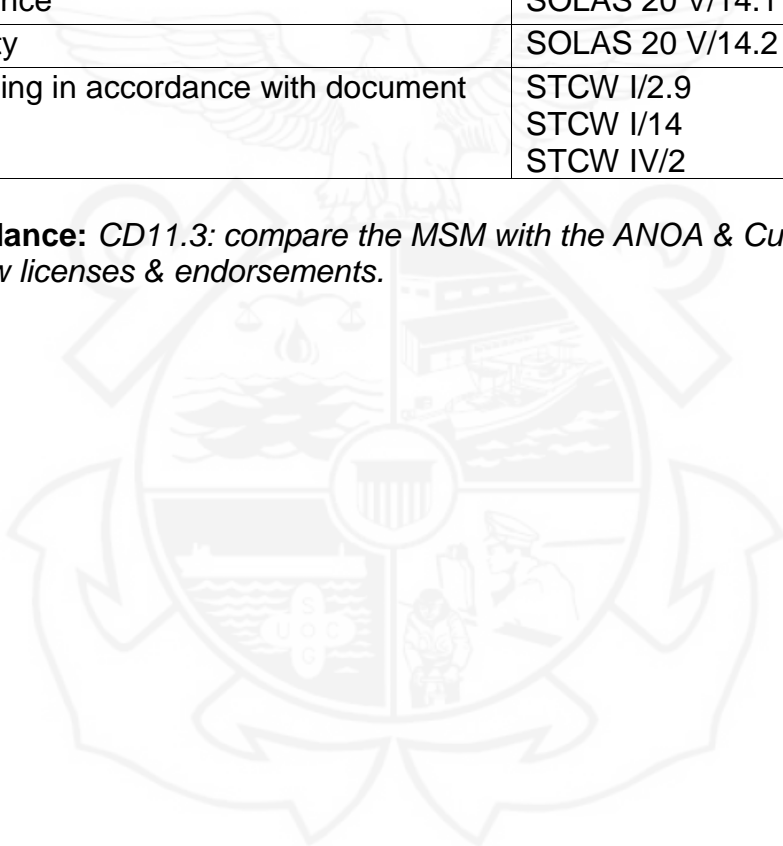 nce SOLAS 20 V/14.1
ty SOLAS 20 V/14.2
ing in accordance with document STCW I/2.9
STCW I/14
STCW IV/2
lance: CD11.3: compare the MSM with the ANOA & Cu
w licenses & endorsements.
S
U O C
G